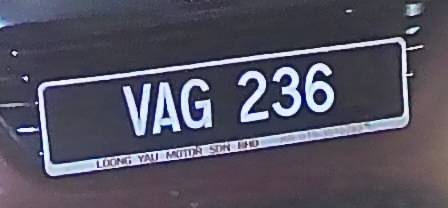 VAG 236
LOONG YAU MOTOR SDN BHD